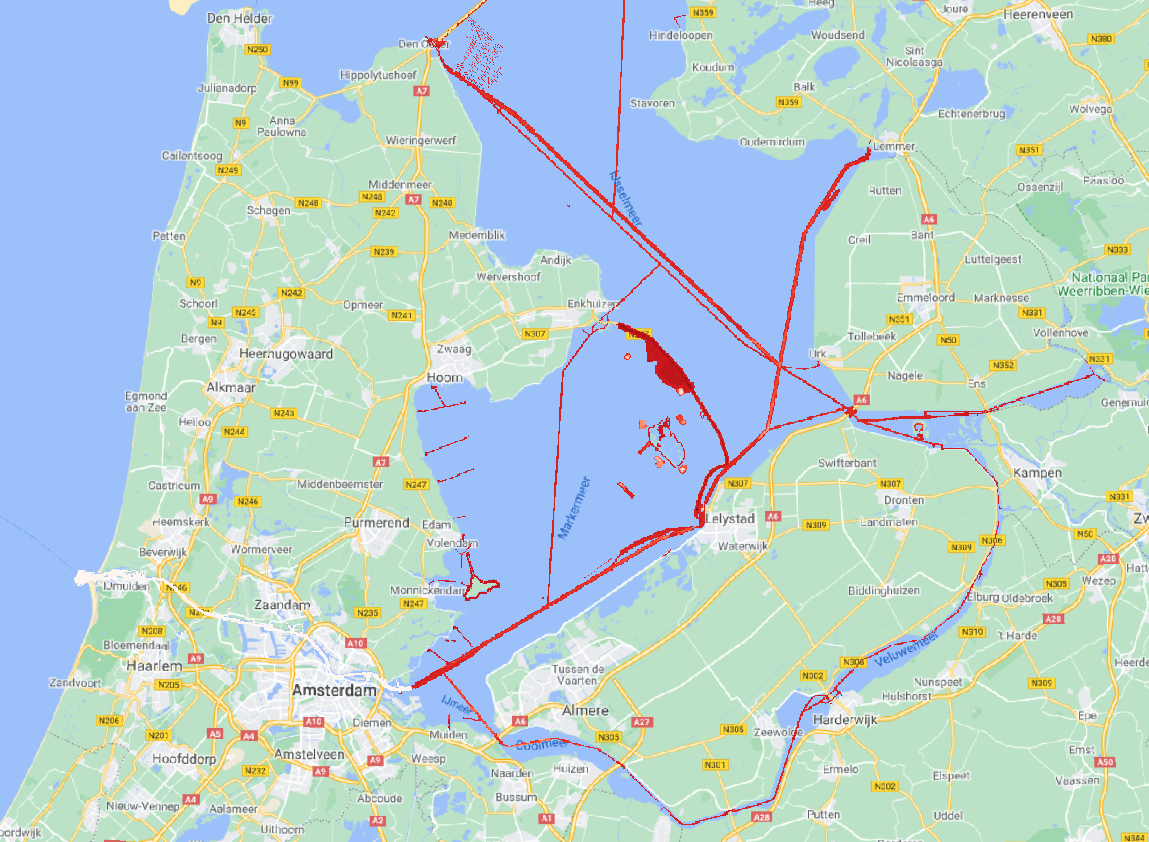 Den Helder
N250
Julianadorp
N99
Hippolytushoef
A7
N359
Hindeloopen
Heeg
Joure
Heerenveen
Woudsend
Sint
Nicolaasga
N380
Koudum
Balk
N359
Stavoren
Echtenerbrug
Wolvega
Oudemirdum
Lemmer
N351
Anna
Paulowna
N9
Wieringerwerf
Callantsoog
N249
Middenmeer
A7
N248
N248
N242
N240
Schagen
IJsselmeer
Rutten
Ossenzijl
Paasloo
A6
Petten
N239
Medemblik
Creil
Bant
N333
Luttelgeest
Andijk
Wervershoof
N9
Schoorl
N242
N245
N9
Bergen
Opmeer
N241
Enkhuizen
N307
Emmeloord
Marknesse
N331
Nationaal Par
Weerribben-Wie
N351
Tollebeek
N50
Vollenhove
Heerhugowaard
Zwaag
Hoorn
Urk
Nagele
N352
Ens
N331
Alkmaar
Egmond
aan Zee
Heiloo
N243
N244
A6
Genemuid
A7
Castricum
Middenbeemster
N247
A9
N246
Swifterbant
N307
N307
Kampen
Dronten
N331
Heemskerk
Purmerend
Edam
Volendam
Markermeer
Lelystad
A6
N309
Landmaten
Beverwijk
Wormerveer
Waterwijk
N309
N306
N50
A28
Wezep
IJmuiden
N246
Zaandam
Monnickendam
N247
N235
Biddinghuizen
Elburg
Oldebroek
N308
A28
N208
Bloemendaal
A10
N310
't Harde
Haarlem
A9
Zandvoort
N205
Amsterdam
Tussen de
Vaarten
Almere
Veluwemeer
N306
N302
Nunspeet
N309
Hulshorst
Heerde
N206
N201
A5
A4
A10
Diemen
IJmeer
A6
A27
N305
Harderwijk
Zeewolde
Epe
Hoofddorp
Amstelveen
A9
A9
Muiden
Weesp
N305
Huizen
Naarden
N301
Ermelo
Elspeet
Emst
A50
Vaassen
N232
Nieuw-Vennep
A4
Aalsmeer
Abcoude
A2
Bussum
A1
N302
Uithoorn
A28
Putten
Uddel
N344